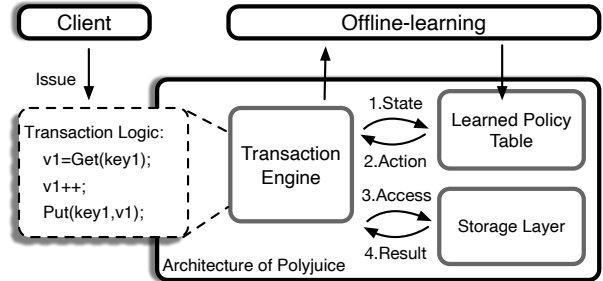 Client
Offline-learning
Issue
Transaction Logic:
v1=Get(key1);
v1++;
Put(key1,v1);
Transaction
Engine
1.State
2.Action
3.Access
4.Result
Learned Policy
Table
Storage Layer
Architecture of Polyjuice